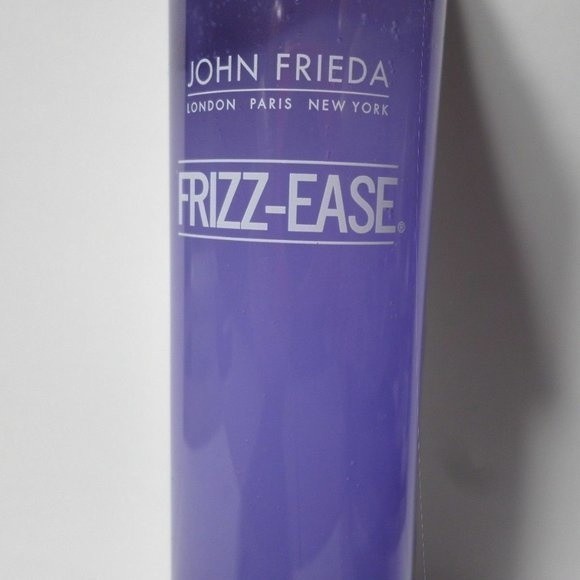 JOHN FRIEDA
LONDON PARIS NEW YORK
FRIZZ-EASE®